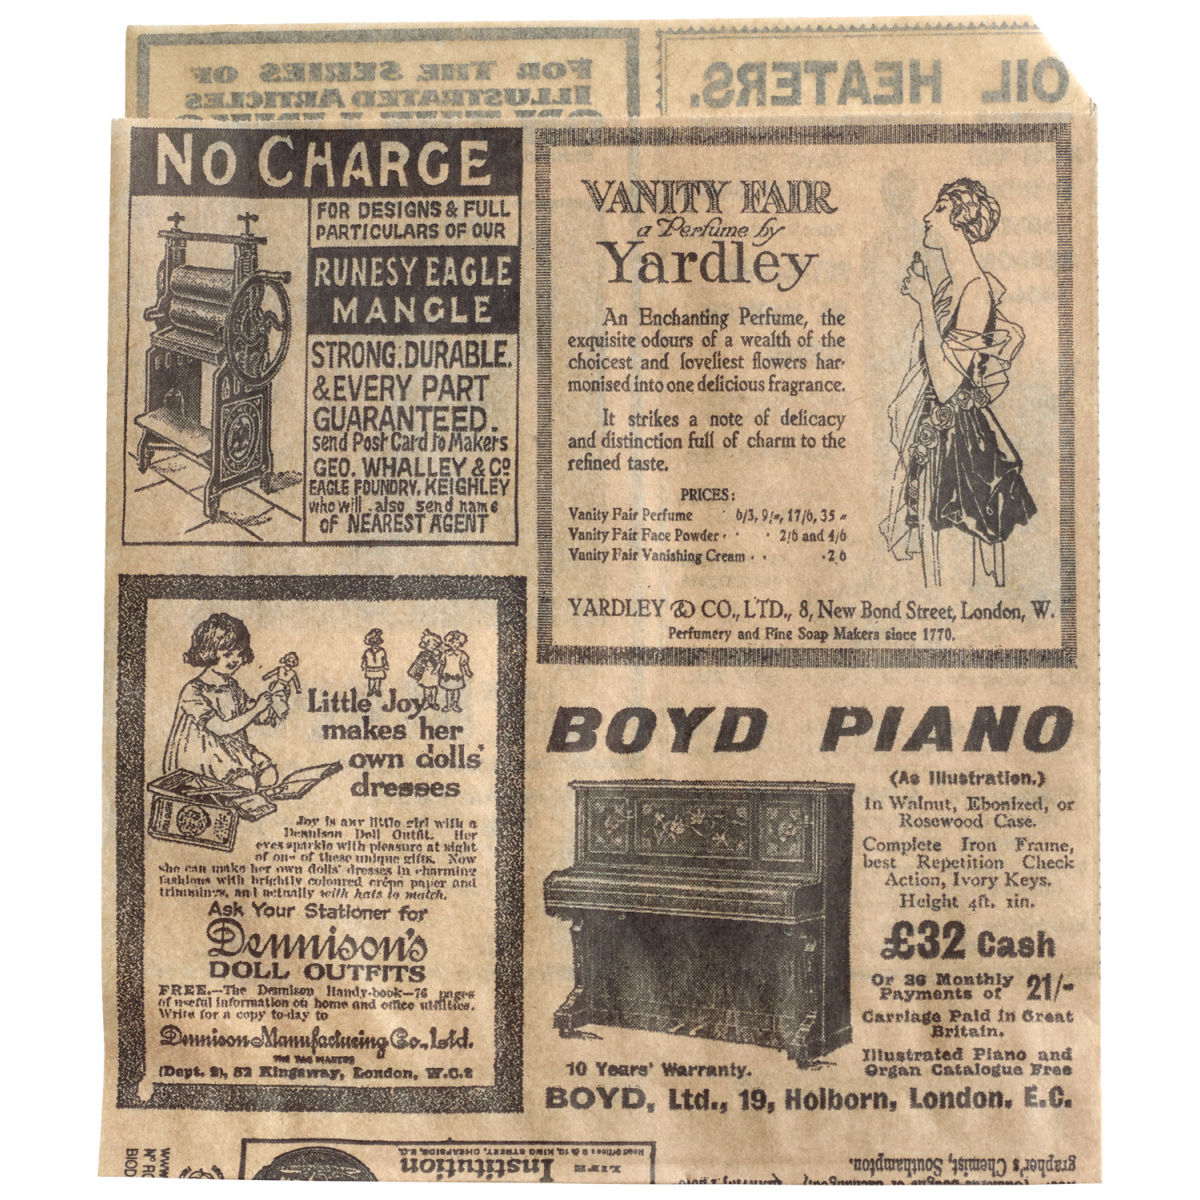 FOR THE SERIES OF
ILLUSTRATED ARTICLES
OIL HEATERS.
NO CHARGE
FOR DESIGNS & FULL
PARTICULARS OF OUR
RUNESY EAGLE
MANGLE
STRONG. DURABLE.
& EVERY PART
GUARANTEED.
send Post Card to Makers
GEO. WHALLEY & CO
EAGLE FOUNDRY. KEIGHLEY
who will also send name
of NEAREST AGENT
VANITY FAIR
a Perfume by
Yardley
An Enchanting Perfume, the
exquisite odours of a wealth of the
choicest and loveliest flowers har-
monised into one delicious fragrance.
It strikes a note of delicacy
and distinction full of charm to the
refined taste.
PRICES:
Vanity Fair Perfume 6/3, 9/-, 17/6, 35 -
Vanity Fair Face Powder · · · 2/6 and 4/6
Vanity Fair Vanishing Cream · · · 2 6
YARDLEY & CO., LTD., 8, New Bond Street, London, W.
Perfumery and Fine Soap Makers since 1770.
Little Joy
makes her
own dolls'
dresses
Joy is any little girl with a
Dennison Doll Outfit. Her
eyes sparkle with pleasure at sight
of one of these unique gifts. Now
she can make her own dolls' dresses in charming
fashions with brightly coloured crêpe paper and
trimmings, and actually with hats to match.
Ask Your Stationer for
Dennison's
DOLL OUTFITS
FREE.—The Dennison Handy-book—76 pages
of useful information on home and office utilities.
Write for a copy to-day to
Dennison Manufacturing Co., Ltd.
THE TAG MAKERS
(Dept. 2), 52 Kingsway, London, W.C.2
BOYD PIANO
(As Illustration.)
in Walnut, Ebonized, or
Rosewood Case.
Complete Iron Frame,
best Repetition Check
Action, Ivory Keys.
Height 4ft. 1in.
£32 Cash
Or 36 Monthly
Payments of 21/-
Carriage Paid in Great
Britain.
Illustrated Piano and
Organ Catalogue Free
10 Years' Warranty.
BOYD, Ltd., 19, Holborn, London. E.C.
LIFE
Institution
Head Office: 9 & 10, KING STREET, CHEAPSIDE, E.C.
grapher's Chemist, Southampton.